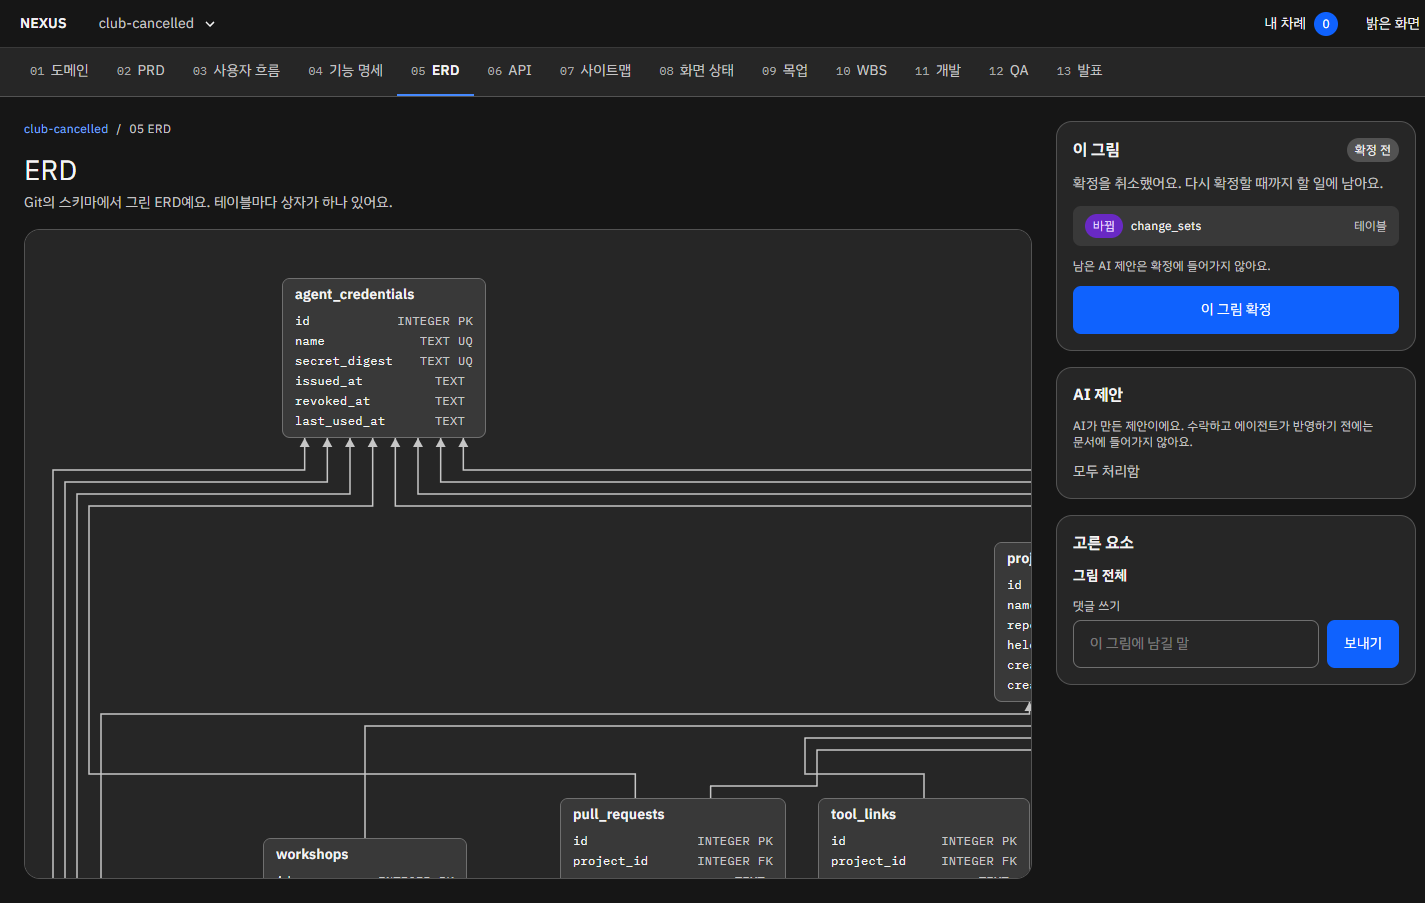 NEXUS club-cancelled 내 차례 0 밝은 화면
01 도메인 02 PRD 03 사용자 흐름 04 기능 명세 05 ERD 06 API 07 사이트맵 08 화면 상태 09 목업 10 WBS 11 개발 12 QA 13 발표
club-cancelled / 05 ERD
ERD
Git의 스키마에서 그린 ERD예요. 테이블마다 상자가 하나 있어요.
agent_credentials
id INTEGER PK
name TEXT UQ
secret_digest TEXT UQ
issued_at TEXT
revoked_at TEXT
last_used_at TEXT
id
pull_requests
id INTEGER PK
project_id INTEGER FK
tool_links
id INTEGER PK
project_id INTEGER FK
workshops
이 그림 확정 전
확정을 취소했어요. 다시 확정할 때까지 할 일에 남아요.
바뀜 change_sets 테이블
남은 AI 제안은 확정에 들어가지 않아요.
이 그림 확정
AI 제안
AI가 만든 제안이에요. 수락하고 에이전트가 반영하기 전에는
문서에 들어가지 않아요.
모두 처리함
고른 요소
그림 전체
댓글 쓰기
이 그림에 남길 말 보내기